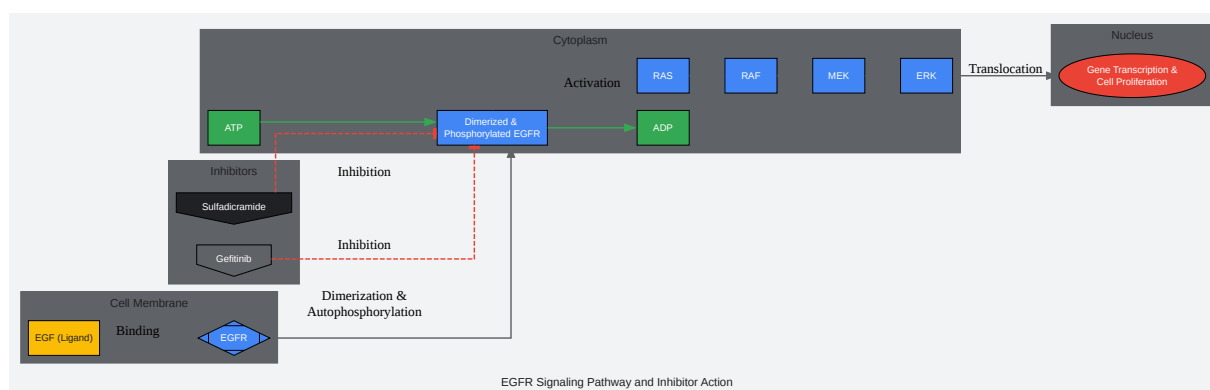 Cytoplasm
Nucleus
Activation
RAS
RAF
MEK
ERK
Translocation
Gene Transcription &
Cell Proliferation
ATP
Dimerized &
Phosphorylated EGFR
ADP
Inhibitors
Inhibition
Sulfadicramide
Inhibition
Gefitinib
Cell Membrane
Dimerization &
Autophosphorylation
EGF (Ligand)
Binding
EGFR
EGFR Signaling Pathway and Inhibitor Action